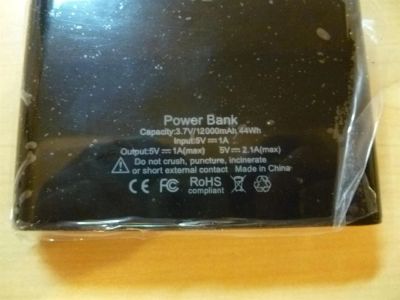 Power Bank
Capacity:3.7V/12000mAh 44Wh
Input:5V⎓1A
Output:5V⎓1A(max) 5V⎓2.1A(max)
Do not crush, puncture, incinerate
or short external contact Made in China
CE FC RoHS
compliant